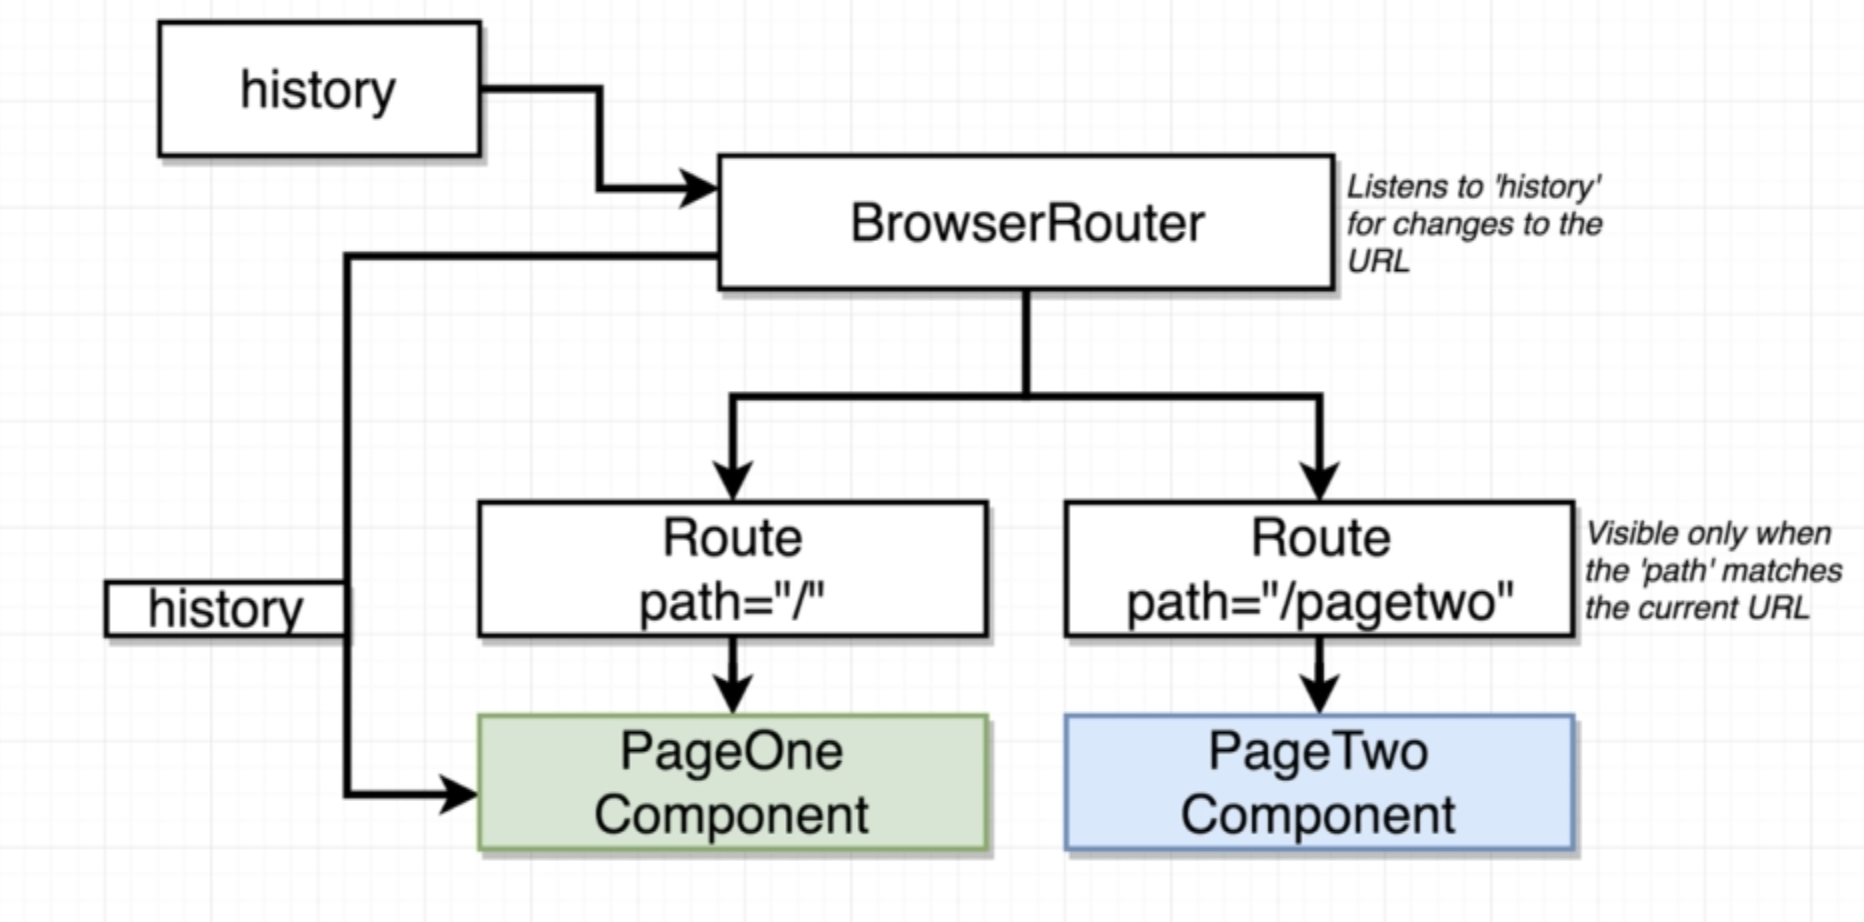 history
BrowserRouter
Listens to 'history'
for changes to the
URL
Route
path="/"
Route
path="/pagetwo"
Visible only when
the 'path' matches
the current URL
history
PageOne
Component
PageTwo
Component